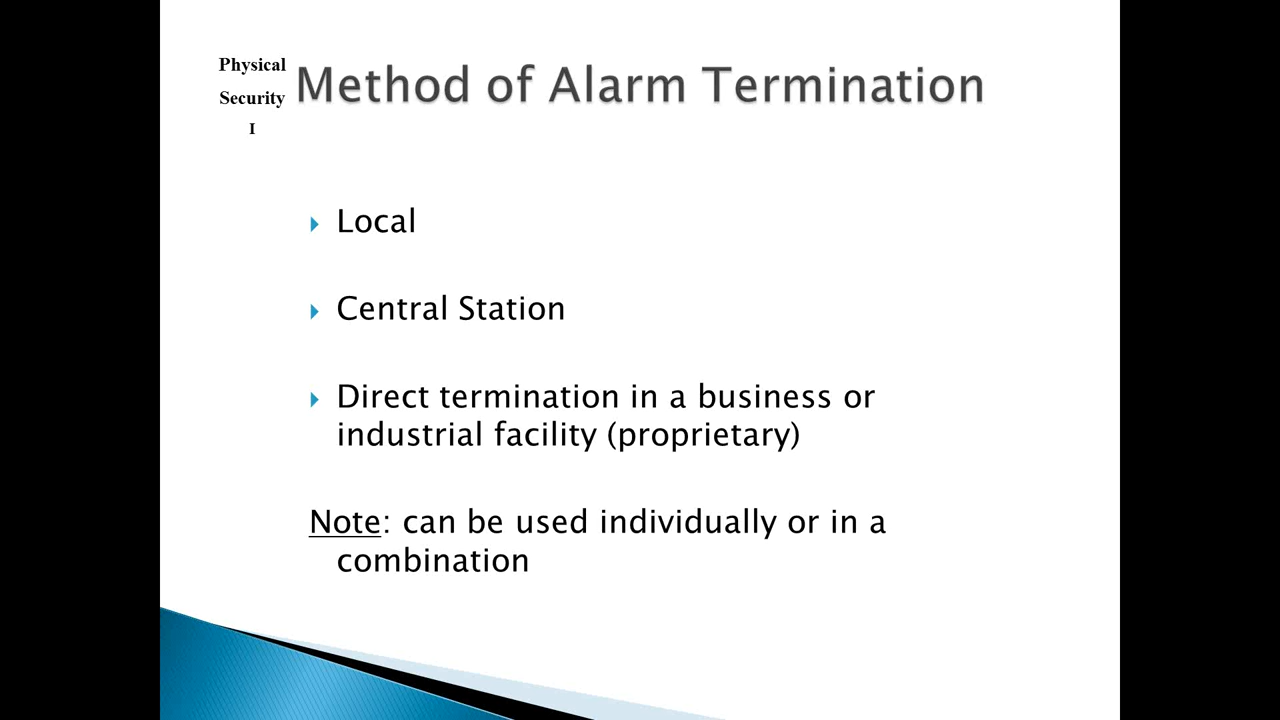 Physical
Security
I
Method of Alarm Termination
Local
Central Station
Direct termination in a business or
industrial facility (proprietary)
Note: can be used individually or in a
combination